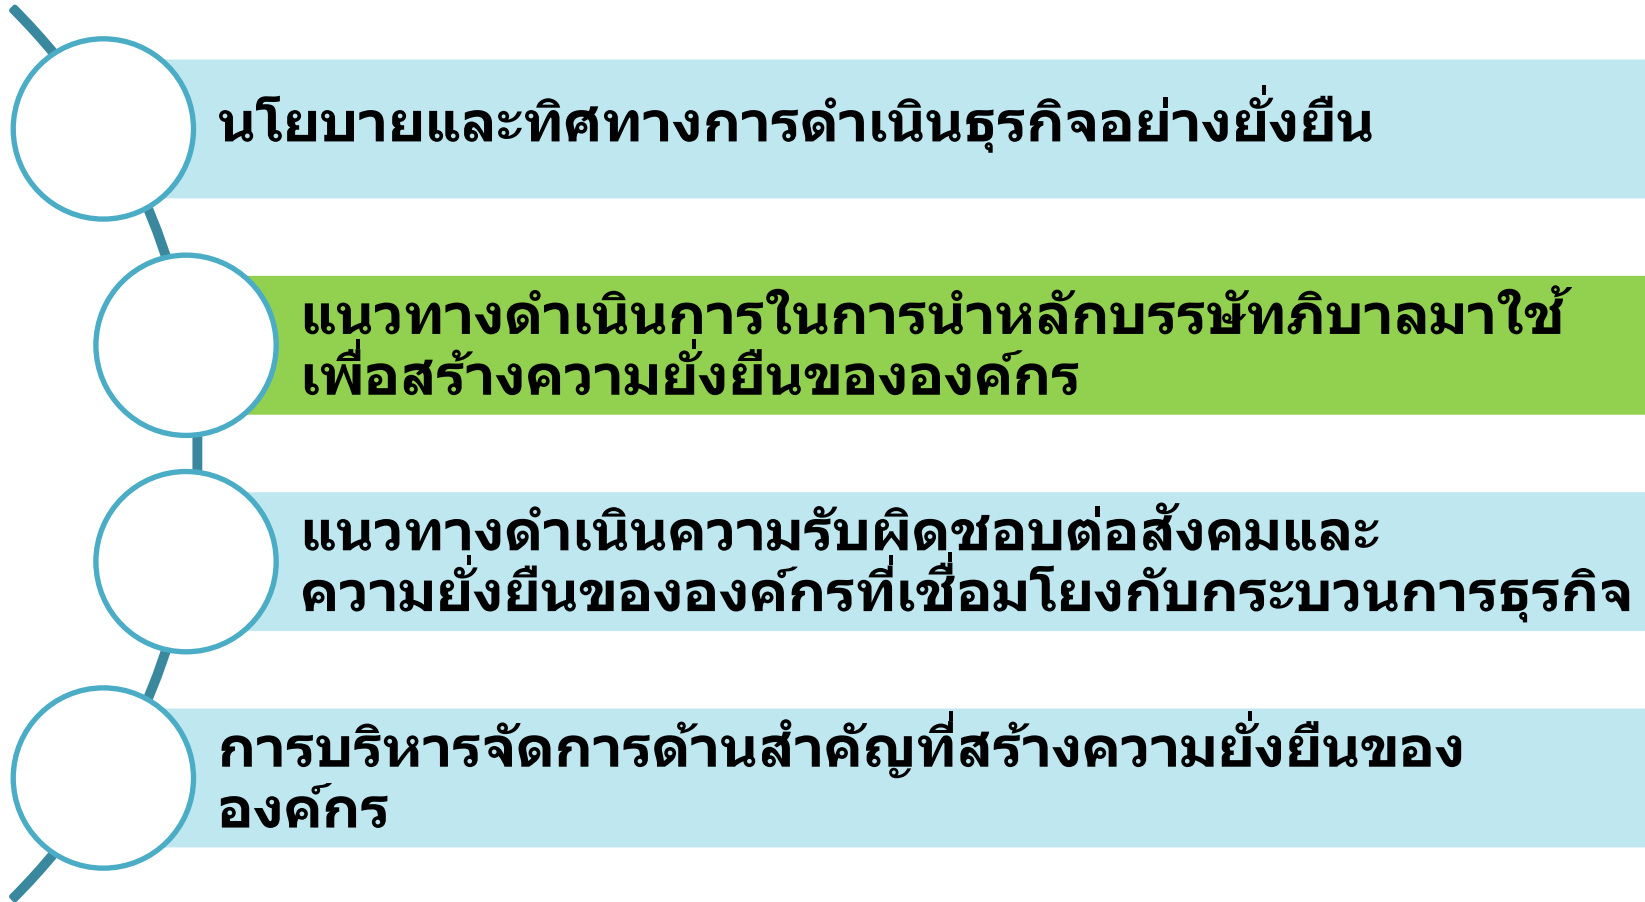 นโยบายและทิศทางการดำเนินธุรกิจอย่างยั่งยืน
แนวทางดำเนินการในการนำหลักบรรษัทภิบาลมาใช้
เพื่อสร้างความยั่งยืนขององค์กร
แนวทางดำเนินความรับผิดชอบต่อสังคมและ
ความยั่งยืนขององค์กรที่เชื่อมโยงกับกระบวนการธุรกิจ
การบริหารจัดการด้านสำคัญที่สร้างความยั่งยืนของ
องค์กร